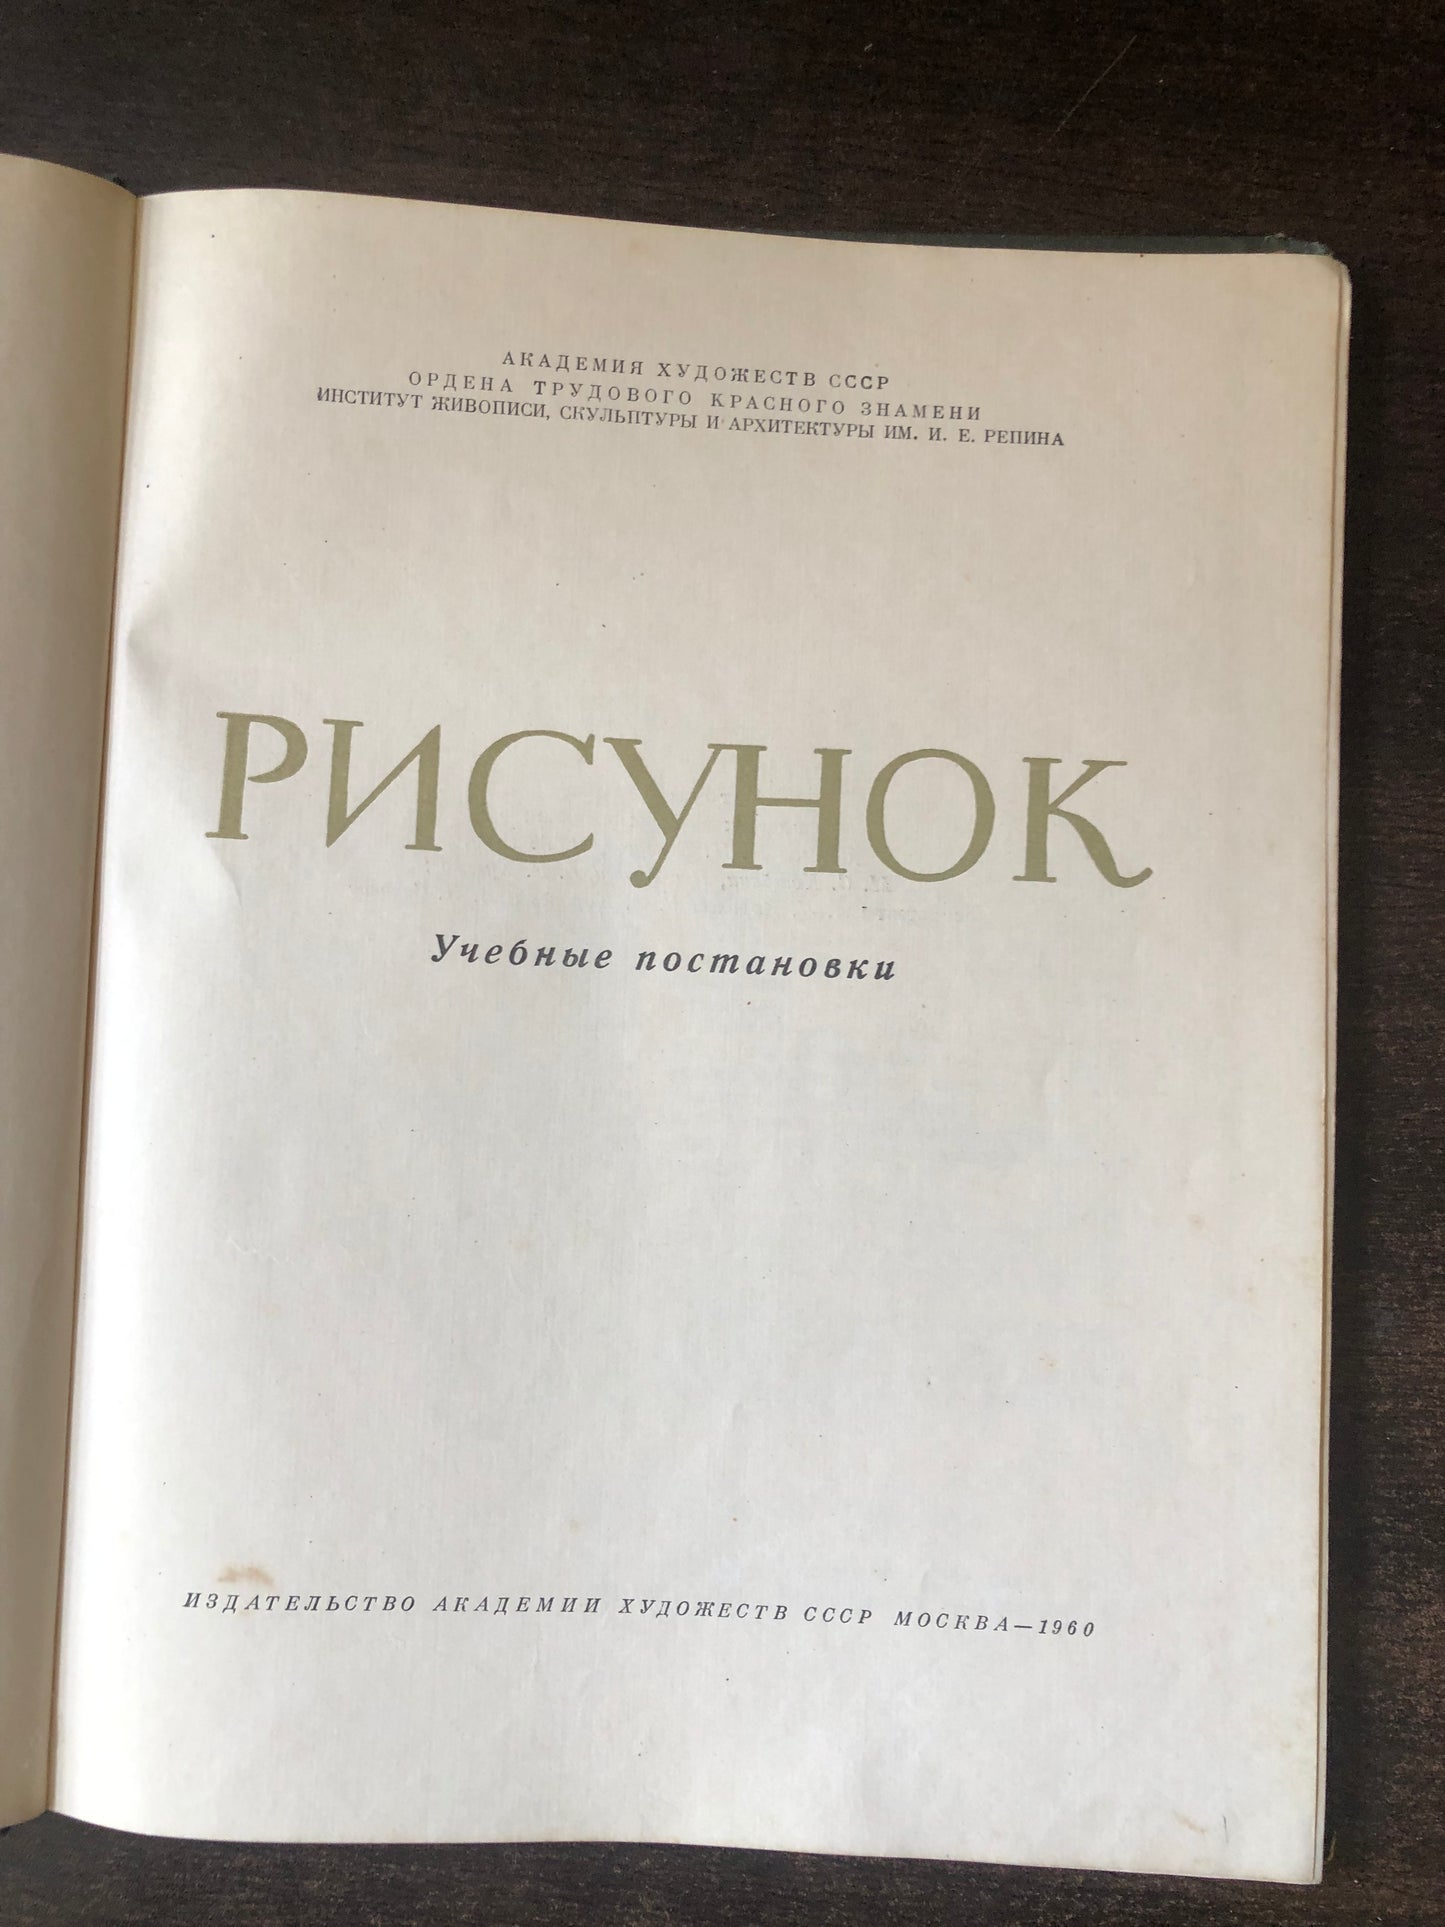 АКАДЕМИЯ ХУДОЖЕСТВ СССР
ОРДЕНА ТРУДОВОГО КРАСНОГО ЗНАМЕНИ
ИНСТИТУТ ЖИВОПИСИ, СКУЛЬПТУРЫ И АРХИТЕКТУРЫ ИМ. И. Е. РЕПИНА
РИСУНОК
Учебные постановки
ИЗДАТЕЛЬСТВО АКАДЕМИИ ХУДОЖЕСТВ СССР МОСКВА—1960